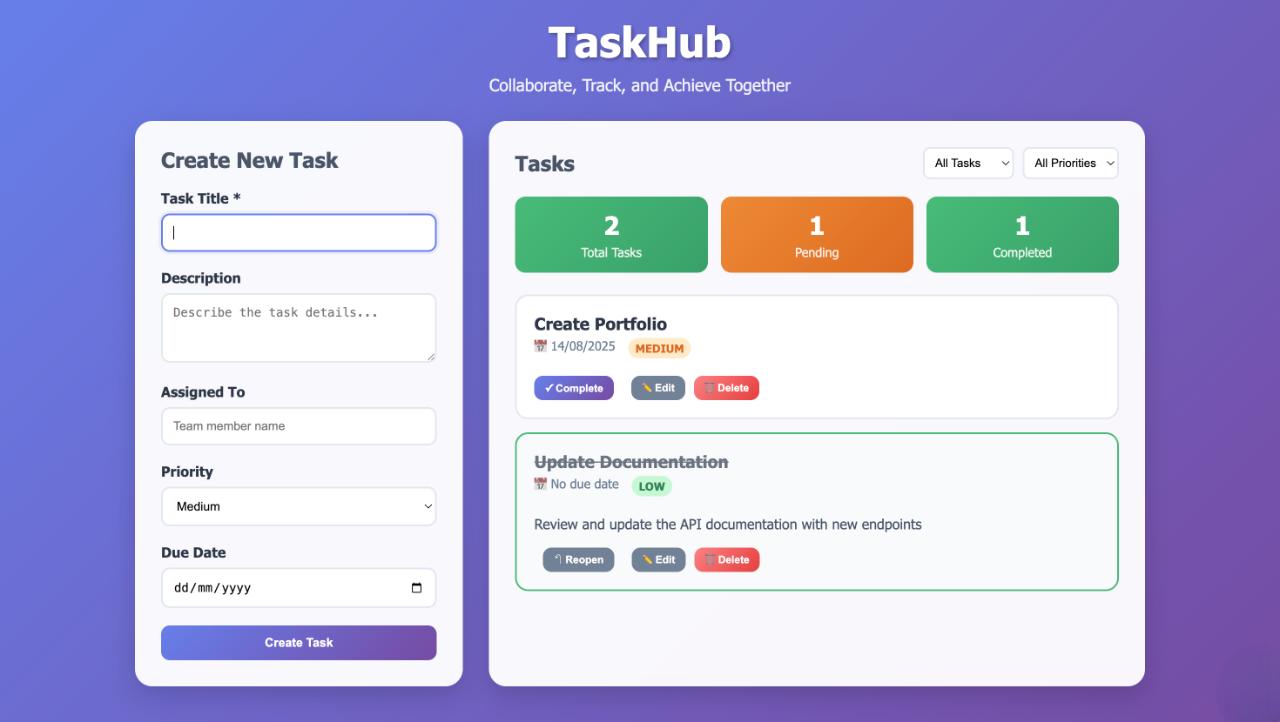 TaskHub
Collaborate, Track, and Achieve Together
Create New Task
Task Title *
Description
Describe the task details...
Assigned To
Team member name
Priority
Medium
Due Date
dd/mm/yyyy
Create Task
Tasks
All Tasks
All Priorities
2
Total Tasks
1
Pending
1
Completed
Create Portfolio
14/08/2025 MEDIUM
✓ Complete Edit Delete
Update Documentation
No due date LOW
Review and update the API documentation with new endpoints
Reopen Edit Delete